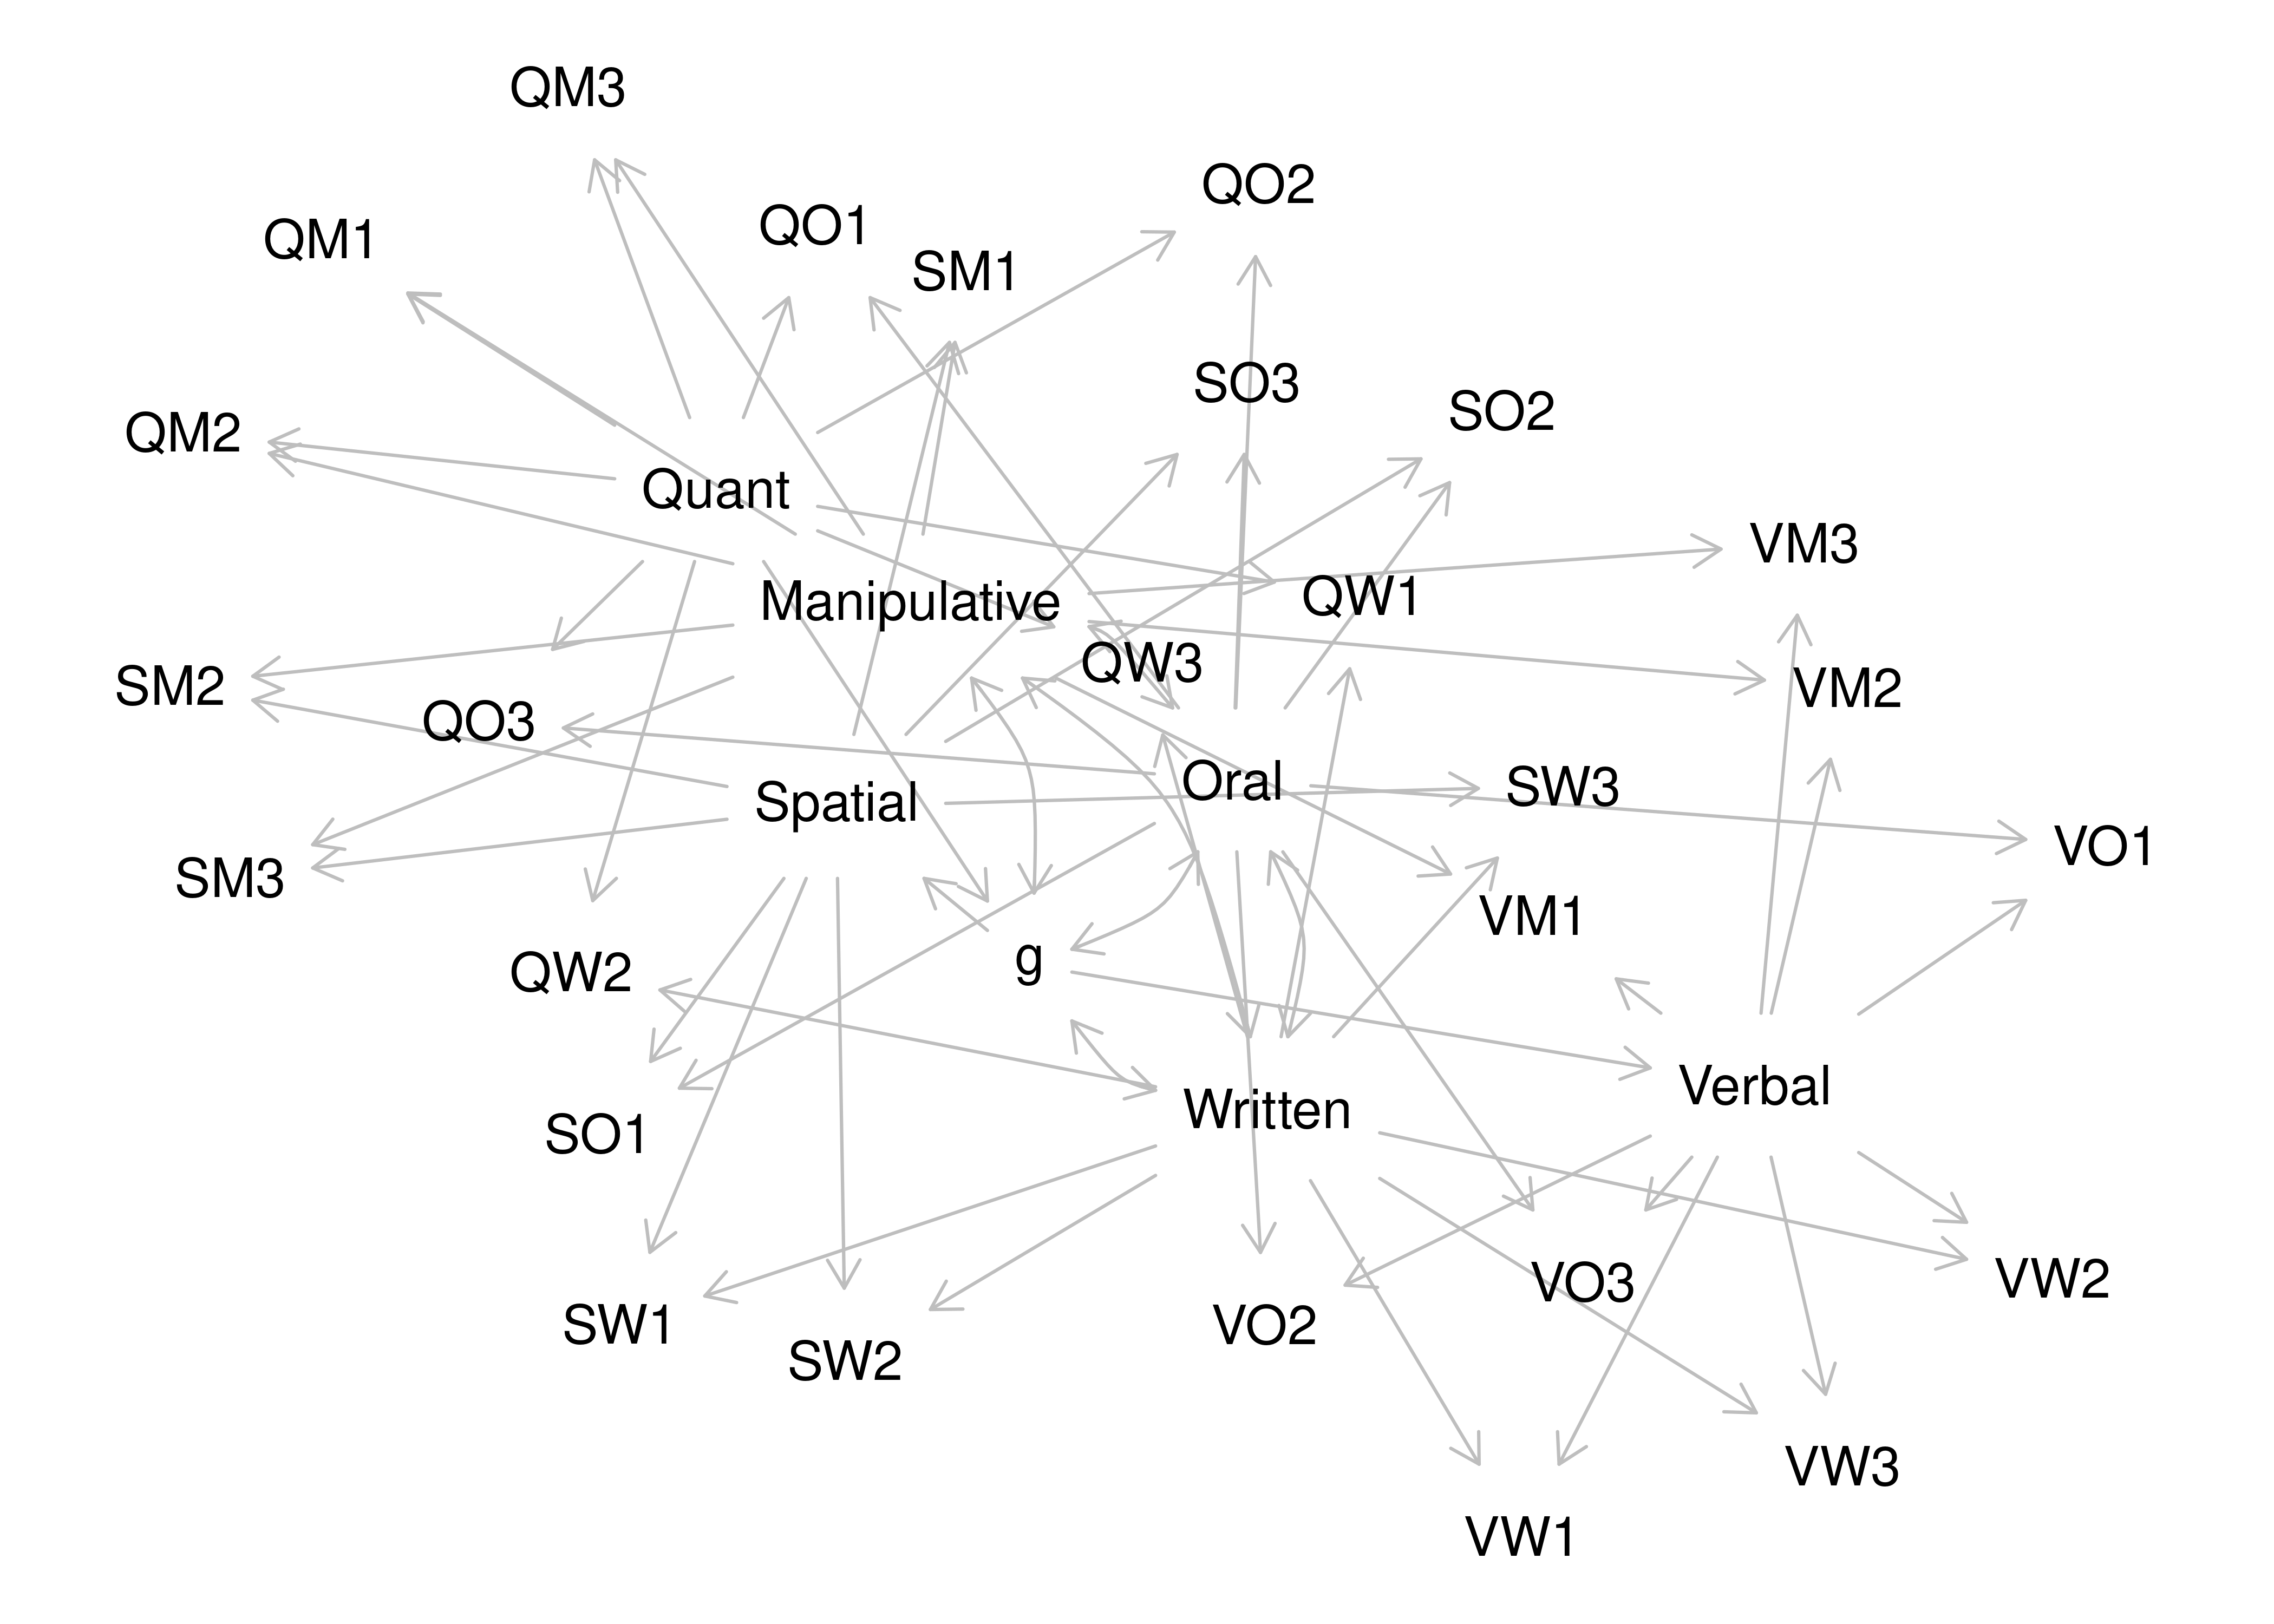 QM3
QO2
QM1
QO1
SM1
SO3
SO2
QM2
Quant
VM3
Manipulative
QW1
QW3
SM2
VM2
QO3
Oral
SW3
Spatial
VO1
SM3
VM1
g
QW2
Verbal
Written
SO1
VO3
VW2
SW1
VO2
SW2
VW3
VW1